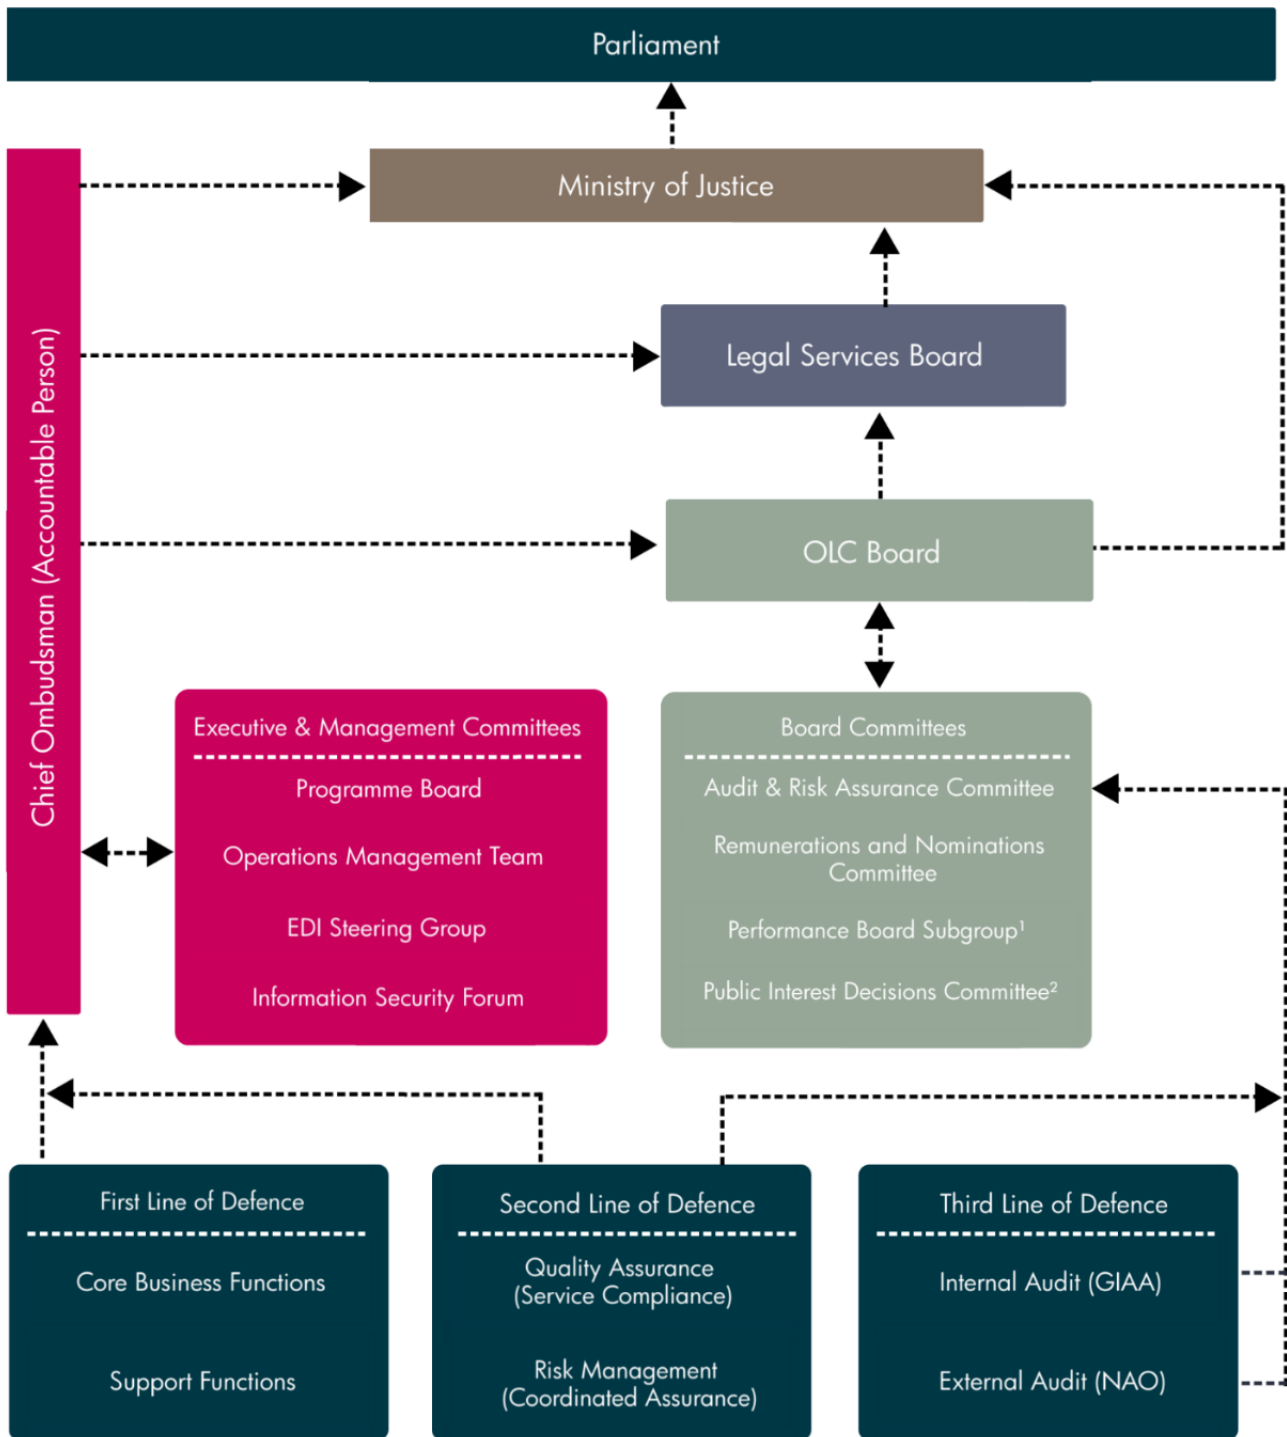 Parliament
Ministry of Justice
Chief Ombudsman (Accountable Person)
Legal Services Board
OLC Board
Executive & Management Committees
Programme Board
Operations Management Team
EDI Steering Group
Information Security Forum
Board Committees
Audit & Risk Assurance Committee
Remunerations and Nominations
Committee
Performance Board Subgroup¹
Public Interest Decisions Committee²
First Line of Defence
Core Business Functions
Support Functions
Second Line of Defence
Quality Assurance
(Service Compliance)
Risk Management
(Coordinated Assurance)
Third Line of Defence
Internal Audit (GIAA)
External Audit (NAO)